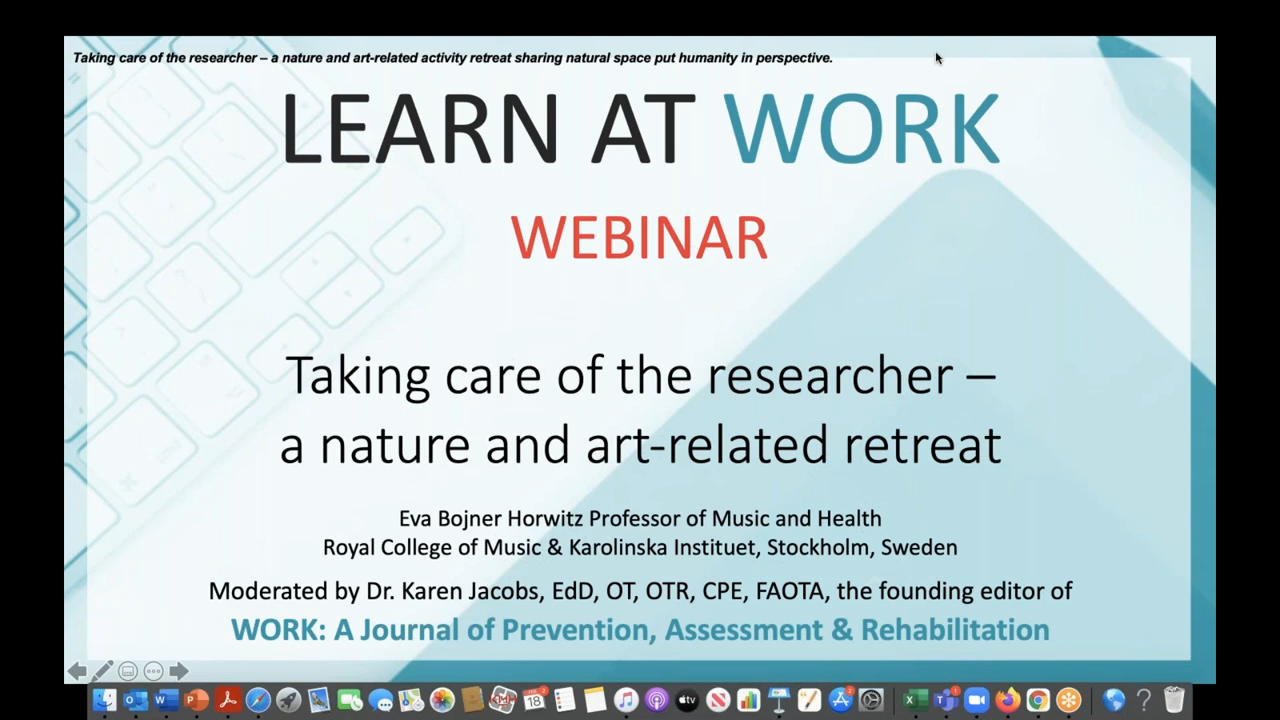 Taking care of the researcher – a nature and art-related activity retreat sharing natural space put humanity in perspective.
LEARN AT WORK
WEBINAR
Taking care of the researcher –
a nature and art-related retreat
Eva Bojner Horwitz Professor of Music and Health
Royal College of Music & Karolinska Instituet, Stockholm, Sweden
Moderated by Dr. Karen Jacobs, EdD, OT, OTR, CPE, FAOTA, the founding editor of
WORK: A Journal of Prevention, Assessment & Rehabilitation
18
tv